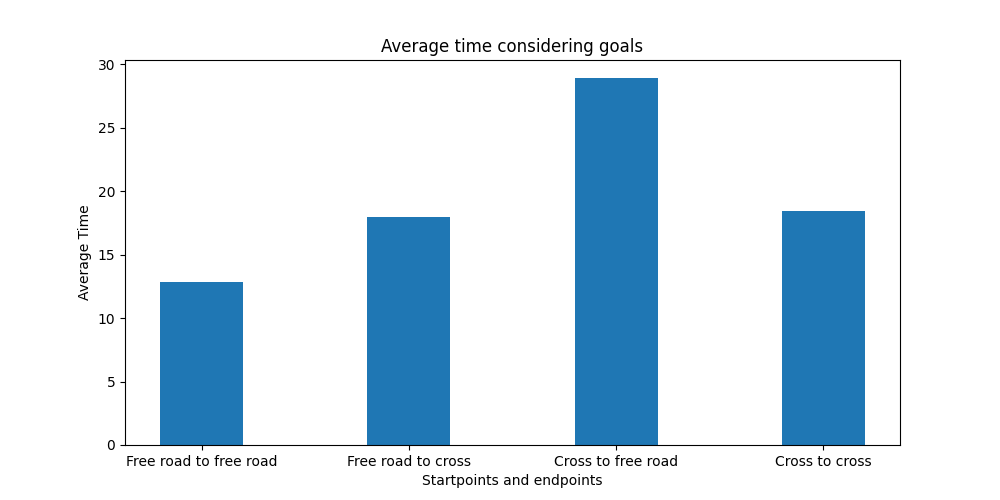 Average time considering goals
30
25
20
15
10
5
0
Average Time
Free road to free road
Free road to cross
Cross to free road
Cross to cross
Startpoints and endpoints